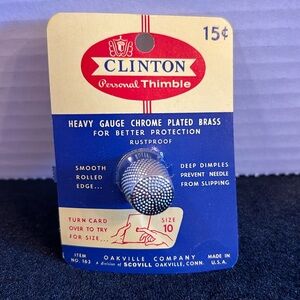 15¢
CLINTON
Personal Thimble
HEAVY GAUGE CHROME PLATED BRASS
FOR BETTER PROTECTION
RUSTPROOF
SMOOTH
ROLLED
EDGE...
DEEP DIMPLES
PREVENT NEEDLE
FROM SLIPPING
TURN CARD
OVER TO TRY
FOR SIZE...
SIZE
10
ITEM
NO. 163
OAKVILLE COMPANY
A division of SCOVILL OAKVILLE, CONN.
MADE IN
U.S.A.